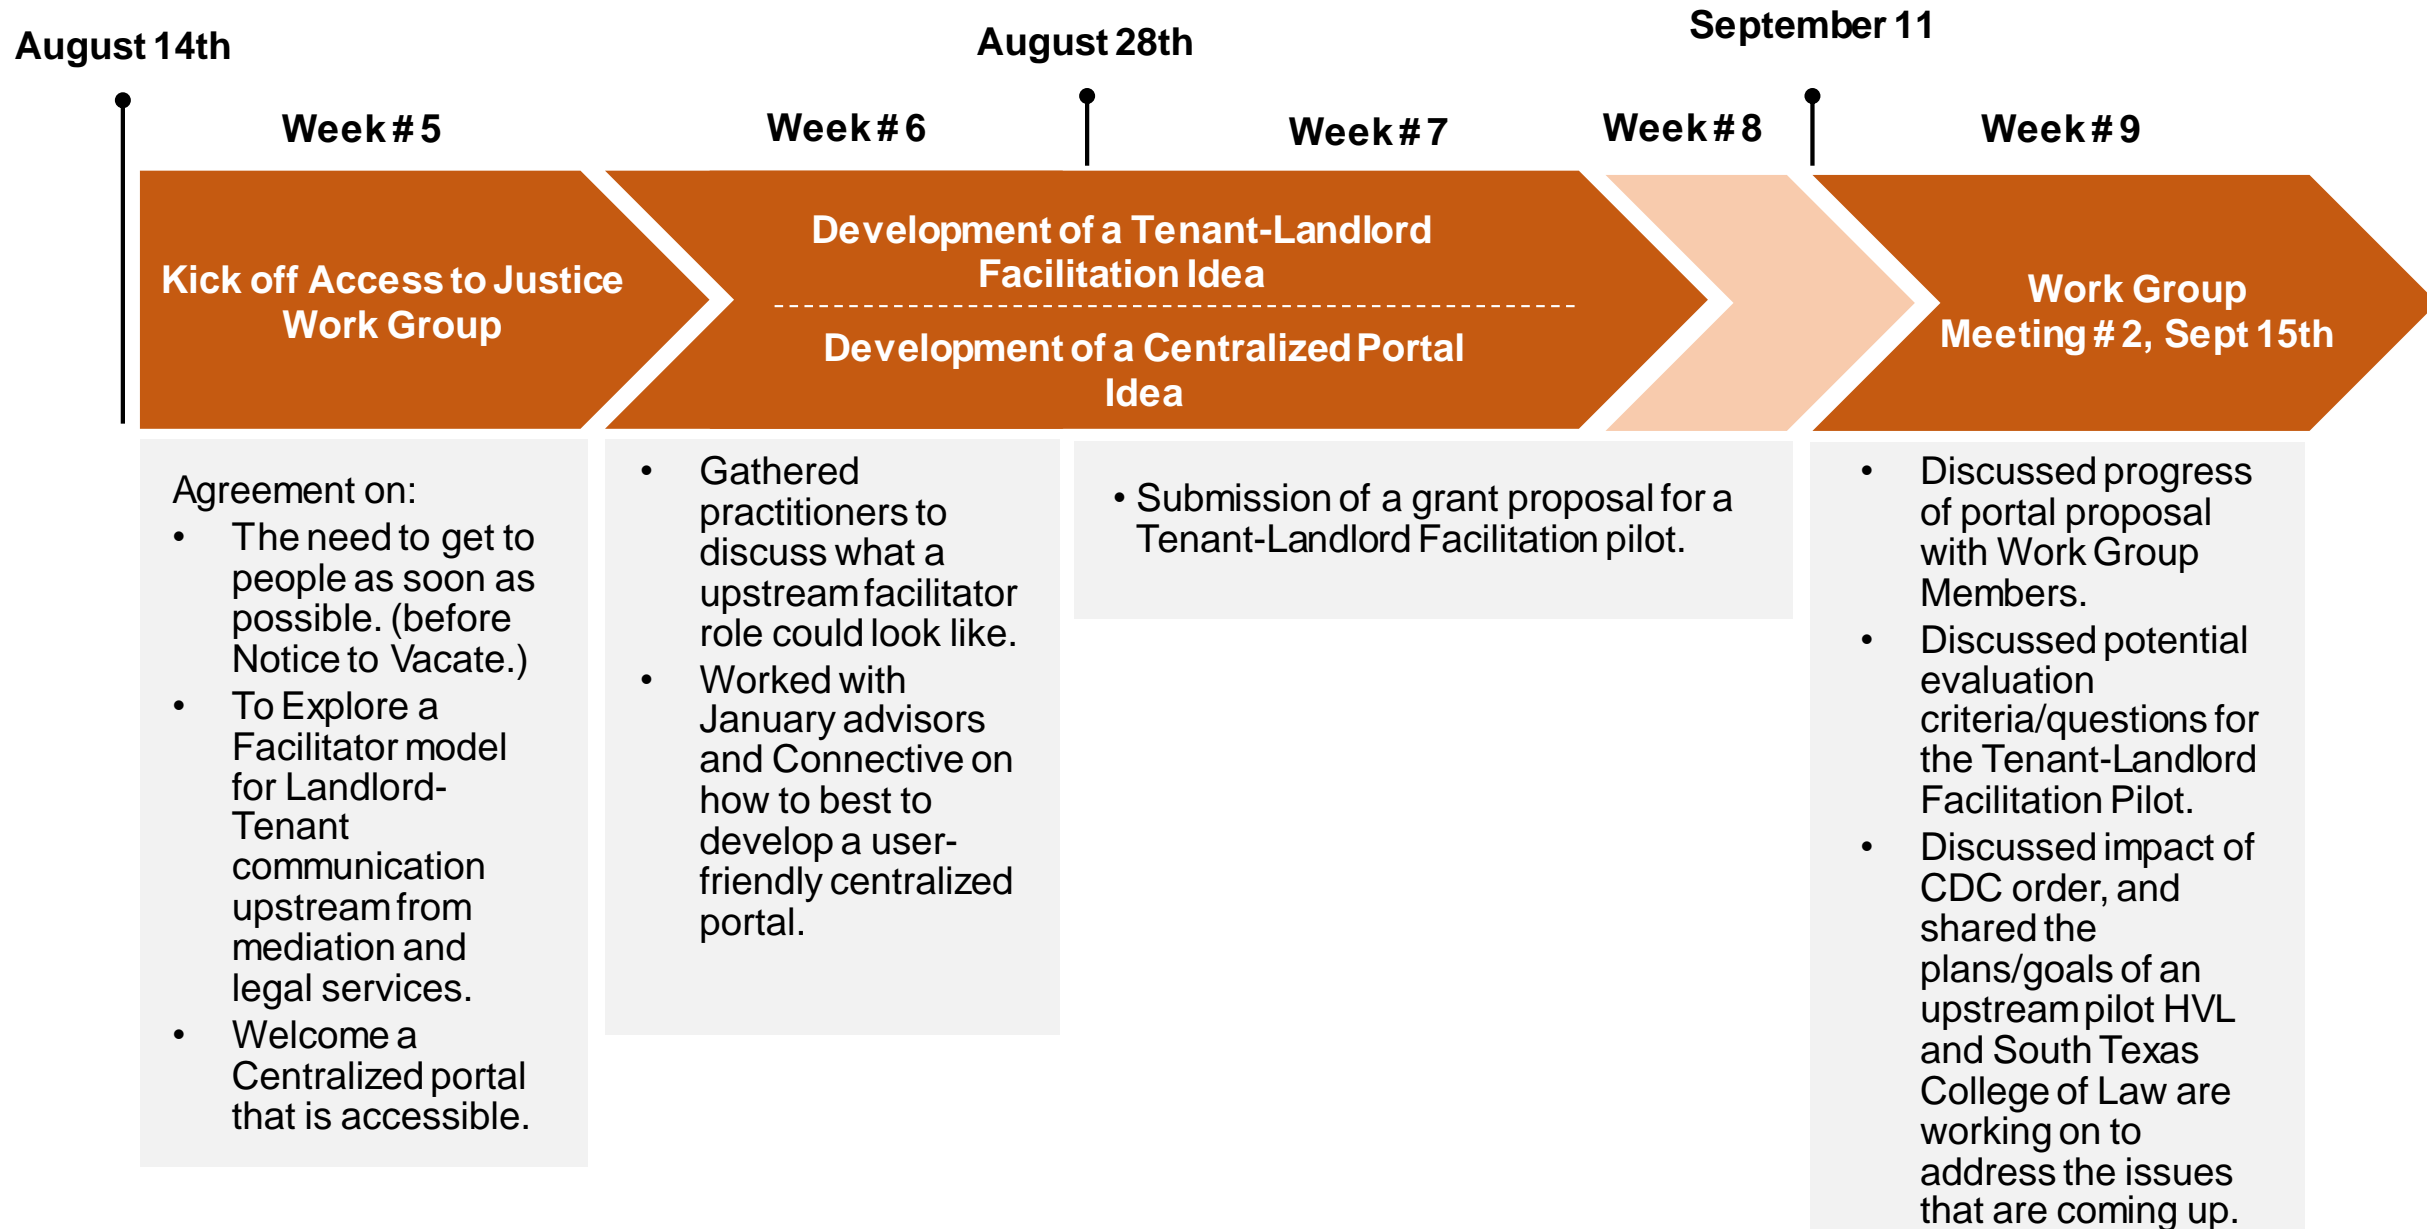 August 14th
August 28th
September 11
Week # 5
Week # 6
Week # 7
Week # 8
Week # 9
Kick off Access to Justice
Work Group
Development of a Tenant-Landlord
Facilitation Idea
Development of a Centralized Portal
Idea
Work Group
Meeting # 2, Sept 15th
Agreement on:
• The need to get to
people as soon as
possible. (before
Notice to Vacate.)
• To Explore a
Facilitator model
for Landlord-
Tenant
communication
upstream from
mediation and
legal services.
• Welcome a
Centralized portal
that is accessible.
• Gathered
practitioners to
discuss what a
upstream facilitator
role could look like.
• Worked with
January advisors
and Connective on
how to best to
develop a user-
friendly centralized
portal.
• Submission of a grant proposal for a
Tenant-Landlord Facilitation pilot.
• Discussed progress
of portal proposal
with Work Group
Members.
• Discussed potential
evaluation
criteria/questions for
the Tenant-Landlord
Facilitation Pilot.
• Discussed impact of
CDC order, and
shared the
plans/goals of an
upstream pilot HVL
and South Texas
College of Law are
working on to
address the issues
that are coming up.